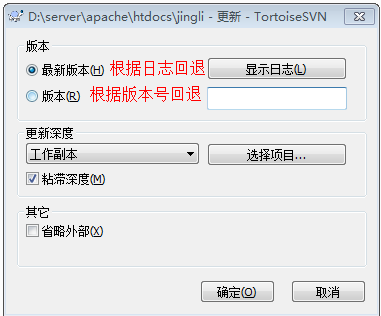 D:\server\apache\htdocs\jingli - 更新 - TortoiseSVN
版本
最新版本(H) 根据日志回退 显示日志(L)
版本(R) 根据版本号回退
更新深度
工作副本 选择项目...
粘滞深度(M)
其它
省略外部(X)
确定(O) 取消